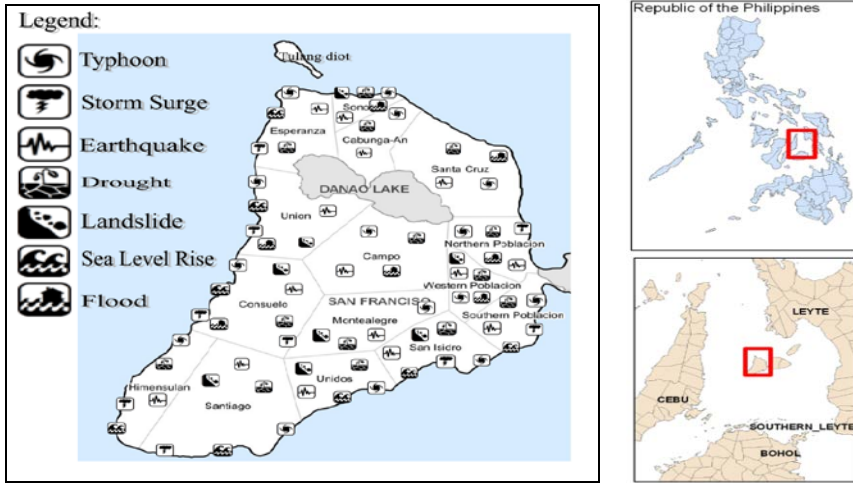 Legend:
Typhoon
Storm Surge
Earthquake
Drought
Landslide
Sea Level Rise
Flood
Tulang diot
Sono
Esperanza
Cabunga-An
Santa Cruz
DANAO LAKE
Union
Northern Poblacion
Campo
Western Poblacion
Consuelo
SAN FRANCISO
Southern Poblacion
Montealegre
San Isidro
Himensulan
Unidos
Santiago
Republic of the Philippines
LEYTE
CEBU
SOUTHERN_LEYTE
BOHOL